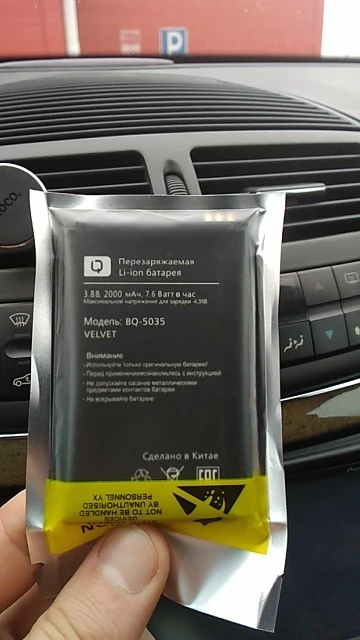 Перезаряжаемая
Li-ion батарея
3.8В, 2000 мАч, 7.6 Ватт в час
Максимальное напряжение для зарядки 4,35В
Модель: BQ-5035
VELVET
Внимание
- Используйте только оригинальную батарею!
- Перед применением ознакомьтесь с инструкцией
- Не допускайте касание металлическими
предметами контактов батареи
- Не вскрывайте батарею!
Сделано в Китае
EAC
DEVICES
NOT TO BE HANDLED
BY UNAUTHORISED
PERSONNEL YX
P